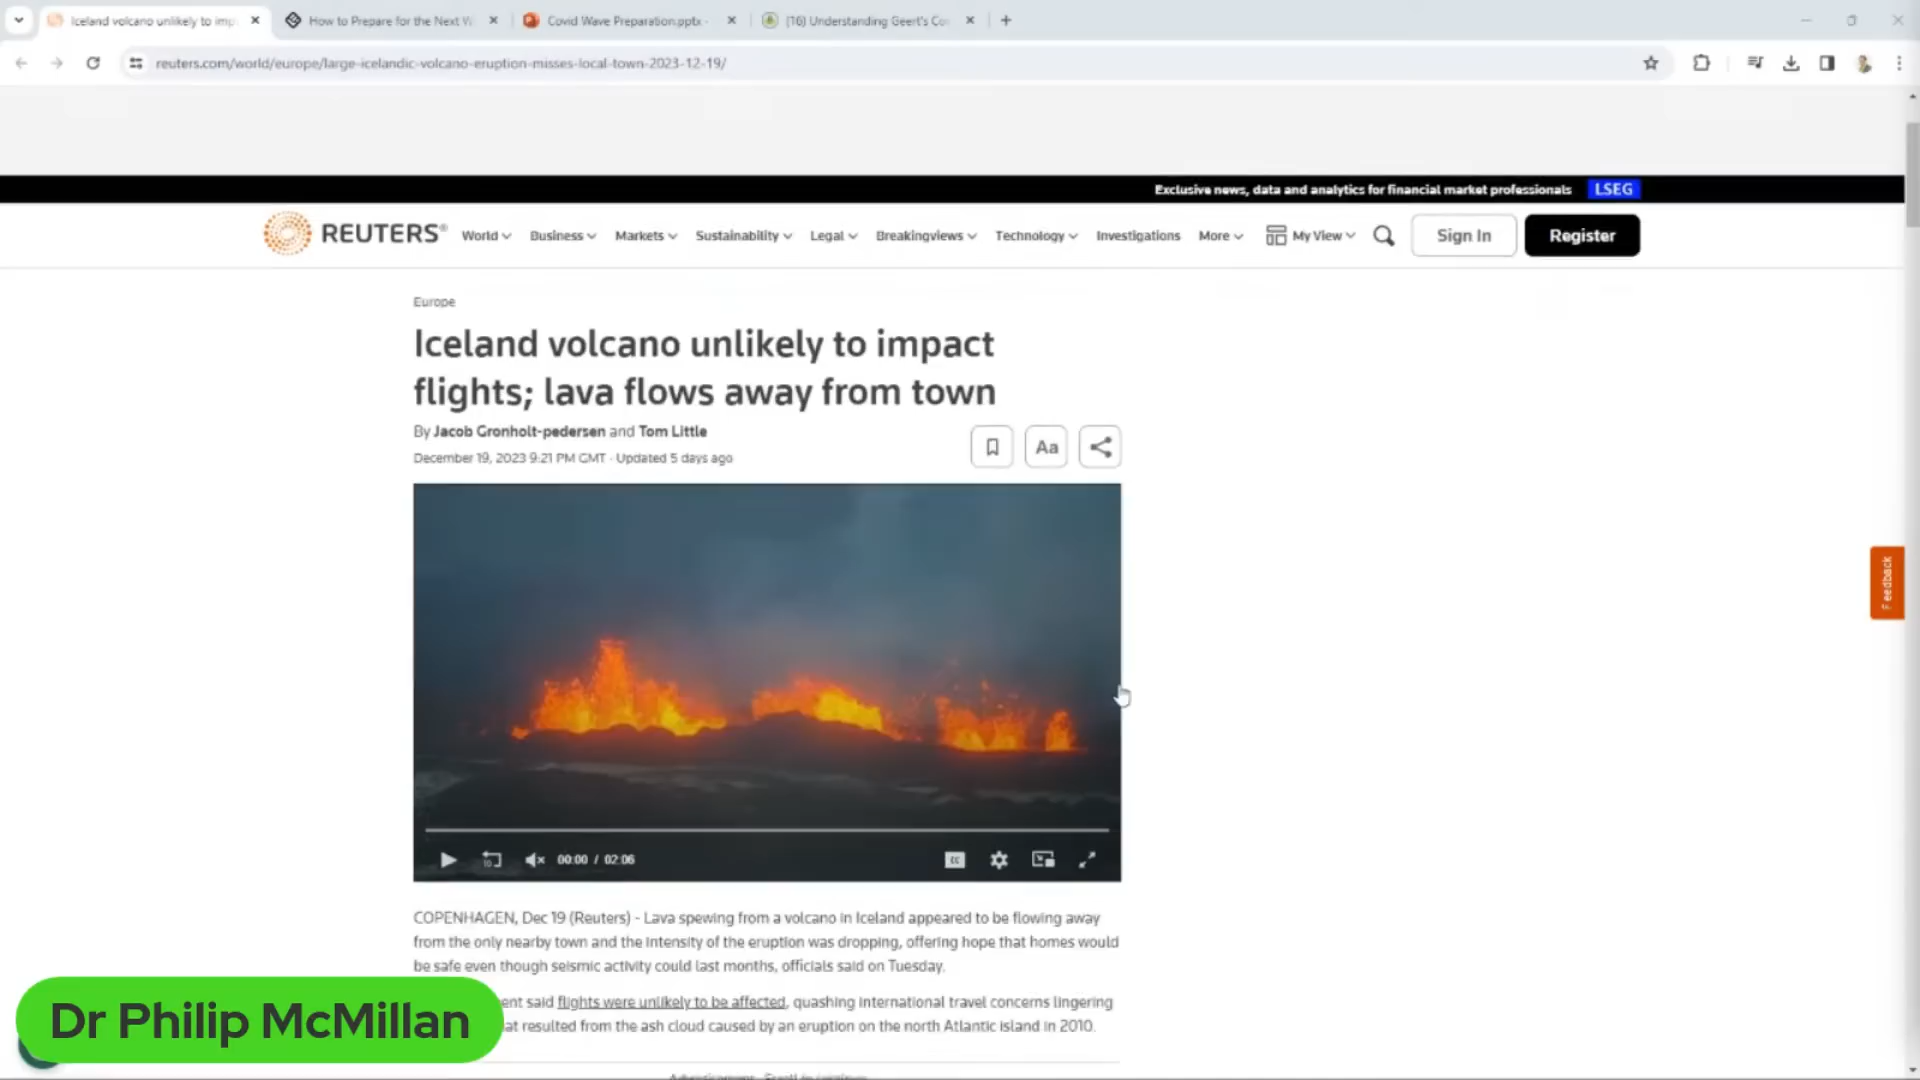 Iceland volcano unlikely to imp
How to Prepare for the Next W
Covid Wave Preparation.pptx -
(16) Understanding Geert's Co
reuters.com/world/europe/large-icelandic-volcano-eruption-misses-local-town-2023-12-19/
Exclusive news, data and analytics for financial market professionals LSEG
REUTERS® World Business Markets Sustainability Legal Breakingviews Technology Investigations More My View Sign In Register
Europe
Iceland volcano unlikely to impact
flights; lava flows away from town
By Jacob Gronholt-pedersen and Tom Little
December 19, 2023 9:21 PM GMT · Updated 5 days ago
Aa
Feedback
10
00:00 / 02:06
CC
COPENHAGEN, Dec 19 (Reuters) - Lava spewing from a volcano in Iceland appeared to be flowing away
from the only nearby town and the intensity of the eruption was dropping, offering hope that homes would
be safe even though seismic activity could last months, officials said on Tuesday.
ent said flights were unlikely to be affected, quashing international travel concerns lingering
at resulted from the ash cloud caused by an eruption on the north Atlantic island in 2010.
Dr Philip McMillan